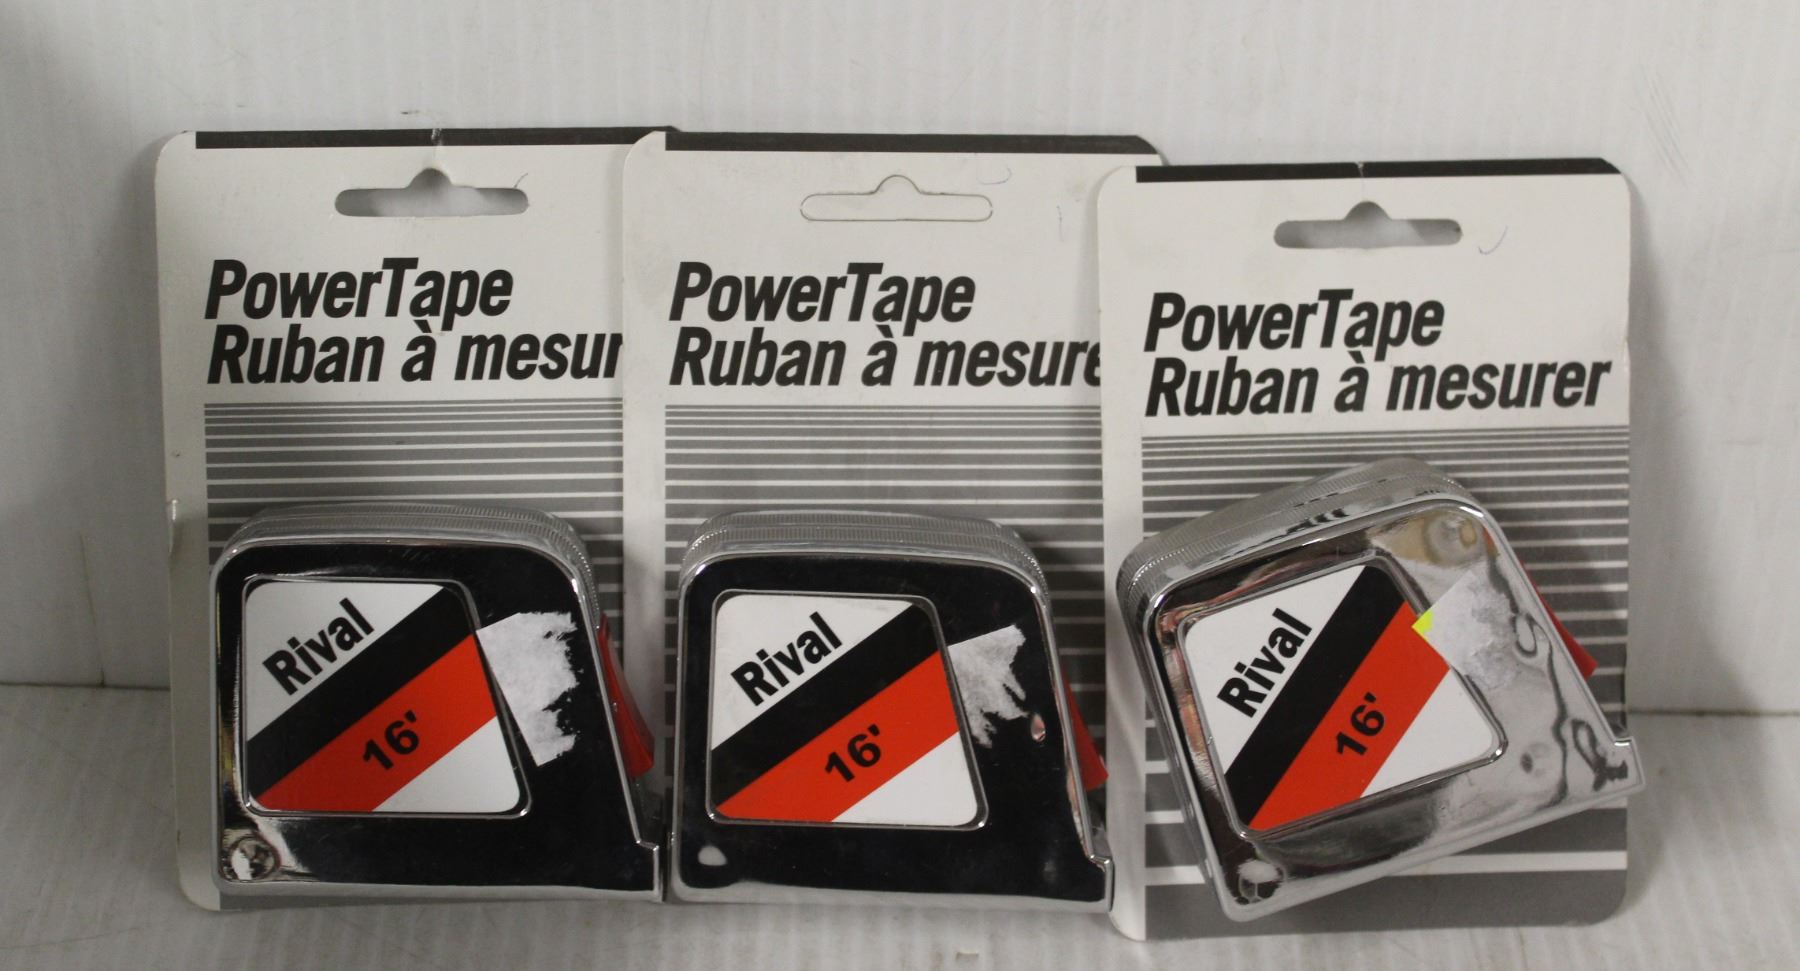 PowerTape
Ruban à mesur
Rival
16'
PowerTape
Ruban à mesure
Rival
16'
PowerTape
Ruban à mesurer
Rival
16'